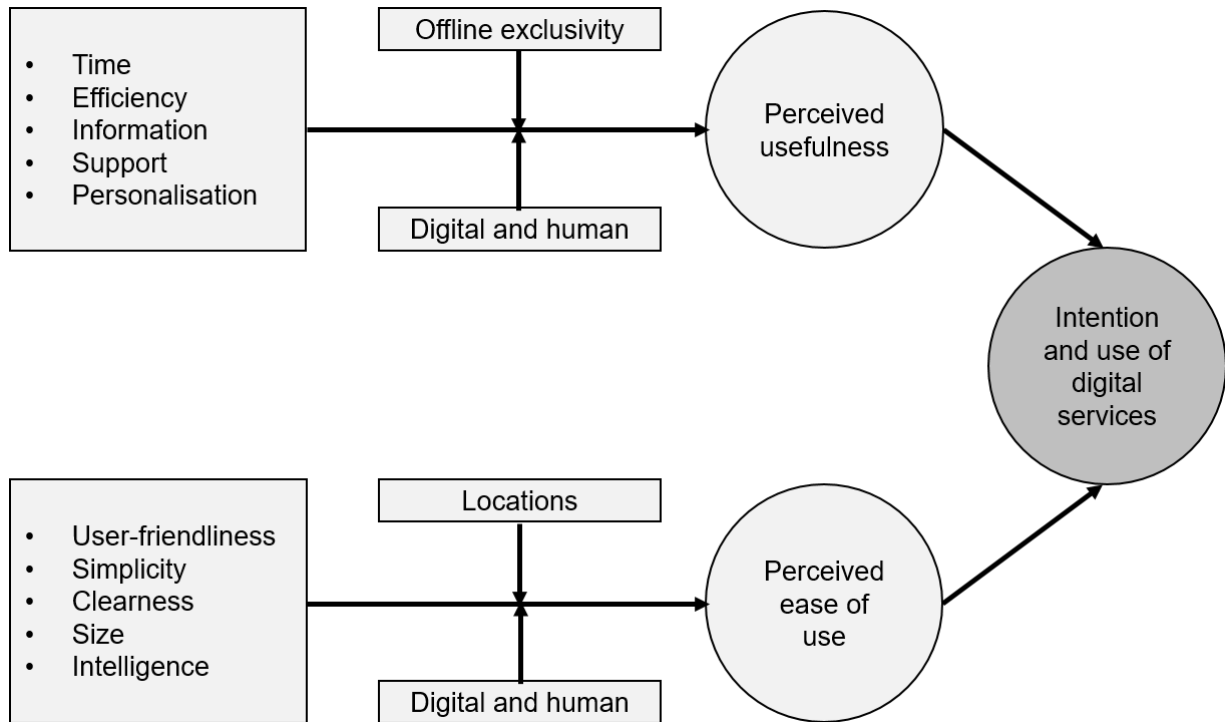 • Time
• Efficiency
• Information
• Support
• Personalisation
Offline exclusivity
Digital and human
Perceived
usefulness
Intention
and use of
digital
services
• User-friendliness
• Simplicity
• Clearness
• Size
• Intelligence
Locations
Digital and human
Perceived
ease of
use